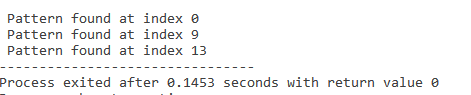 Pattern found at index 0
Pattern found at index 9
Pattern found at index 13
--------------------------------
Process exited after 0.1453 seconds with return value 0